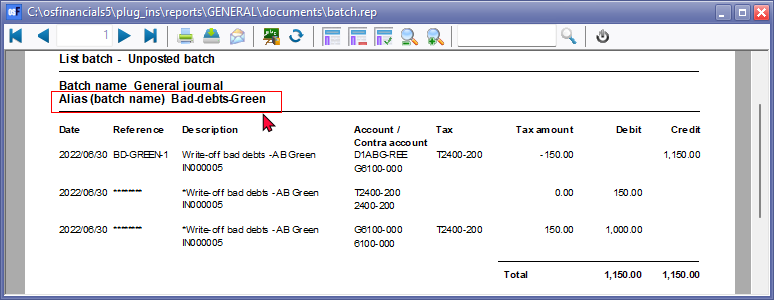 C:\osfinancials5\plug_ins\reports\GENERAL\documents\batch.rep
1
List batch - Unposted batch
Batch name General journal
Alias (batch name) Bad-debts-Green
Date Reference Description Account / Tax Tax amount Debit Credit
Contra account
2022/06/30 BD-GREEN-1 Write-off bad debts -AB Green D1ABG-REE T2400-200 -150.00 1,150.00
IN000005 G6100-000
2022/06/30 ******** *Write-off bad debts -AB Green T2400-200 0.00 150.00
IN000005 2400-200
2022/06/30 ******** *Write-off bad debts -AB Green G6100-000 T2400-200 150.00 1,000.00
IN000005 6100-000
Total 1,150.00 1,150.00